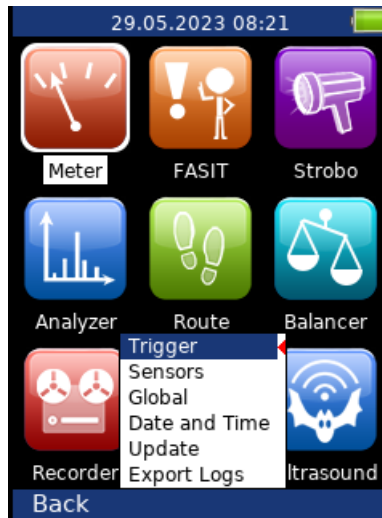 29.05.2023 08:21
Meter FASIT Strobo
Analyzer Route Balancer
Trigger
Sensors
Global
Date and Time
Update
Export Logs
Recorder ltrasound
Back